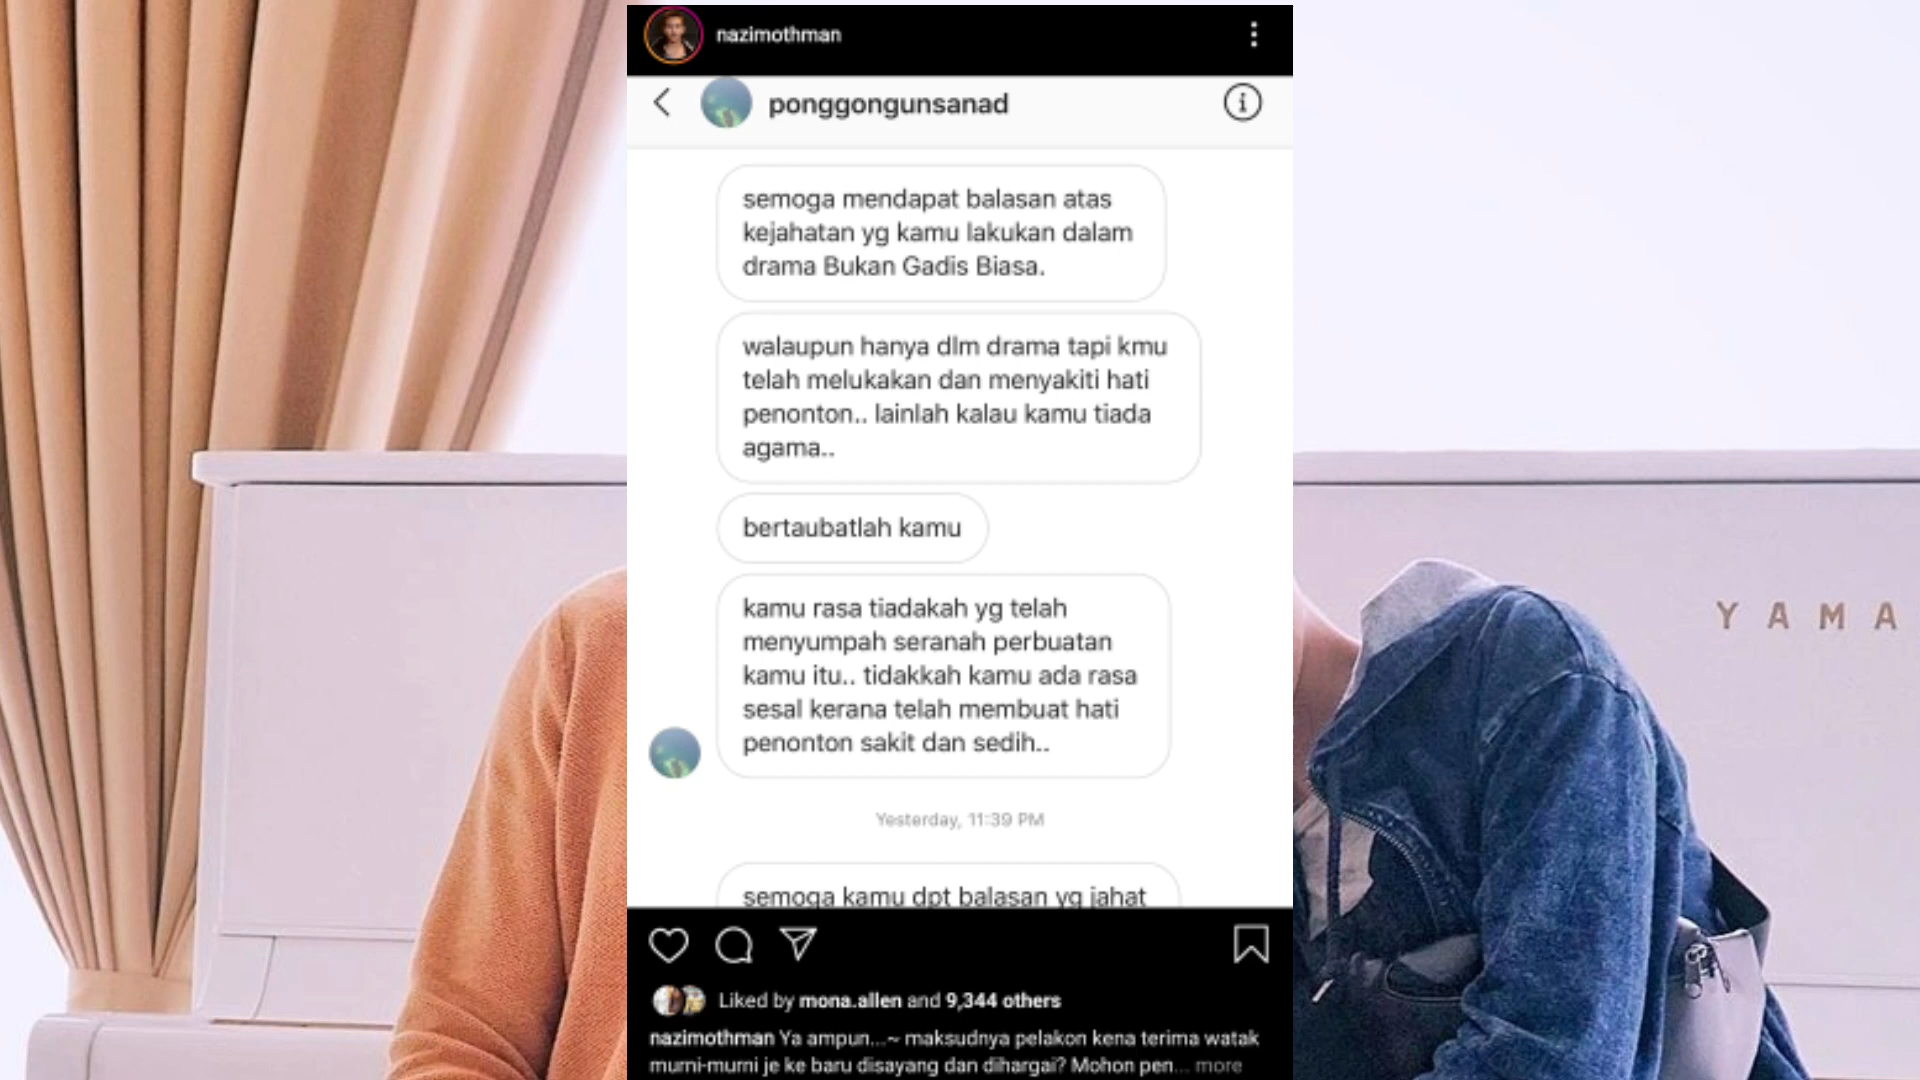 nazimothman
ponggongunsanad
semoga mendapat balasan atas
kejahatan yg kamu lakukan dalam
drama Bukan Gadis Biasa.
walaupun hanya dlm drama tapi kmu
telah melukakan dan menyakiti hati
penonton.. lainlah kalau kamu tiada
agama..
bertaubatlah kamu
kamu rasa tiadakah yg telah
menyumpah seranah perbuatan
kamu itu.. tidakkah kamu ada rasa
sesal kerana telah membuat hati
penonton sakit dan sedih..
Yesterday, 11:39 PM
semoga kamu dpt balasan yg jahat
Liked by mona.allen and 9,344 others
nazimothman Ya ampun...~ maksudnya pelakon kena terima watak
murni-murni je ke baru disayang dan dihargai? Mohon pen... more
YAMA